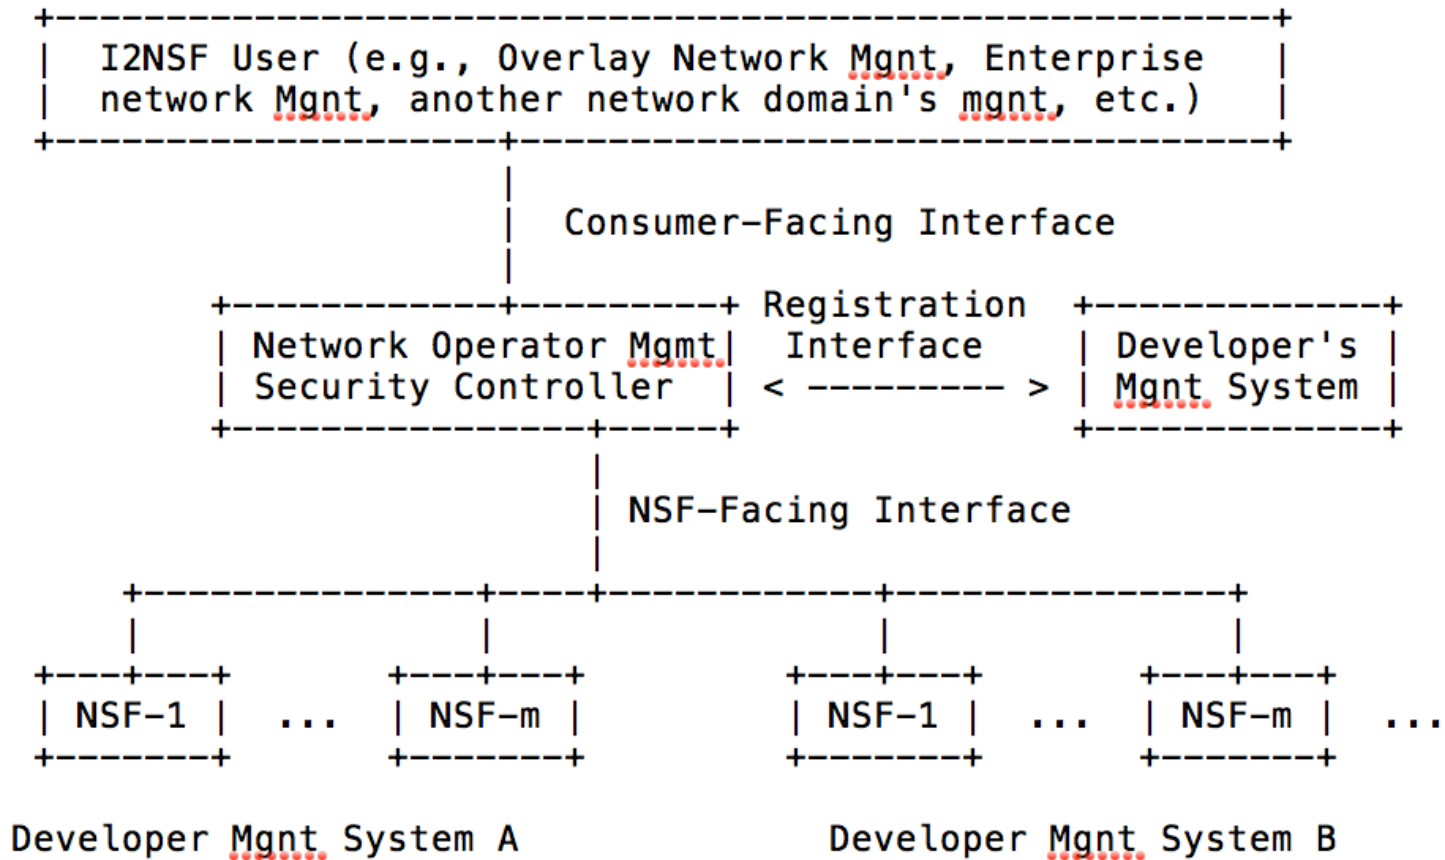 I2NSF User (e.g., Overlay Network Mgnt, Enterprise
network Mgnt, another network domain's mgnt, etc.)
Consumer-Facing Interface
Registration
Network Operator Mgmt Interface Developer's
Security Controller < --------- > Mgnt System
NSF-Facing Interface
NSF-1 ... NSF-m NSF-1 ... NSF-m ...
Developer Mgnt System A Developer Mgnt System B